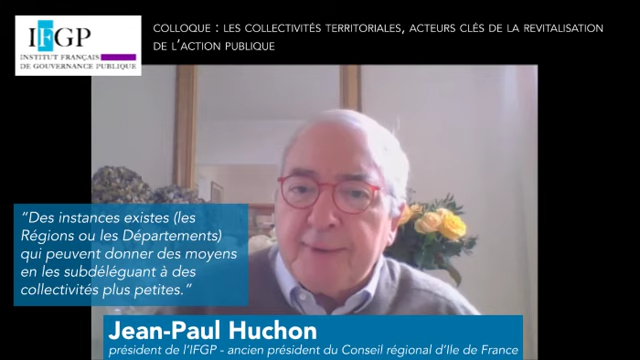 IFGP
INSTITUT FRANÇAIS
DE GOUVERNANCE PUBLIQUE
COLLOQUE : LES COLLECTIVITÉS TERRITORIALES, ACTEURS CLÉS DE LA REVITALISATION
DE L'ACTION PUBLIQUE
“Des instances existes (les
Régions ou les Départements)
qui peuvent donner des moyens
en les subdéléguant à des
collectivités plus petites.”
Jean-Paul Huchon
président de l'IFGP - ancien président du Conseil régional d'Ile de France